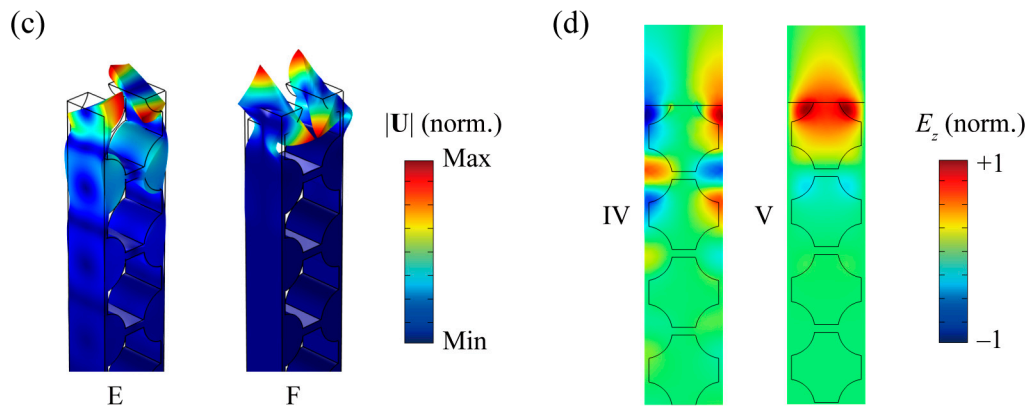 (c)
|U| (norm.)
Max
Min
E
F
(d)
IV
V
E_z (norm.)
+1
−1